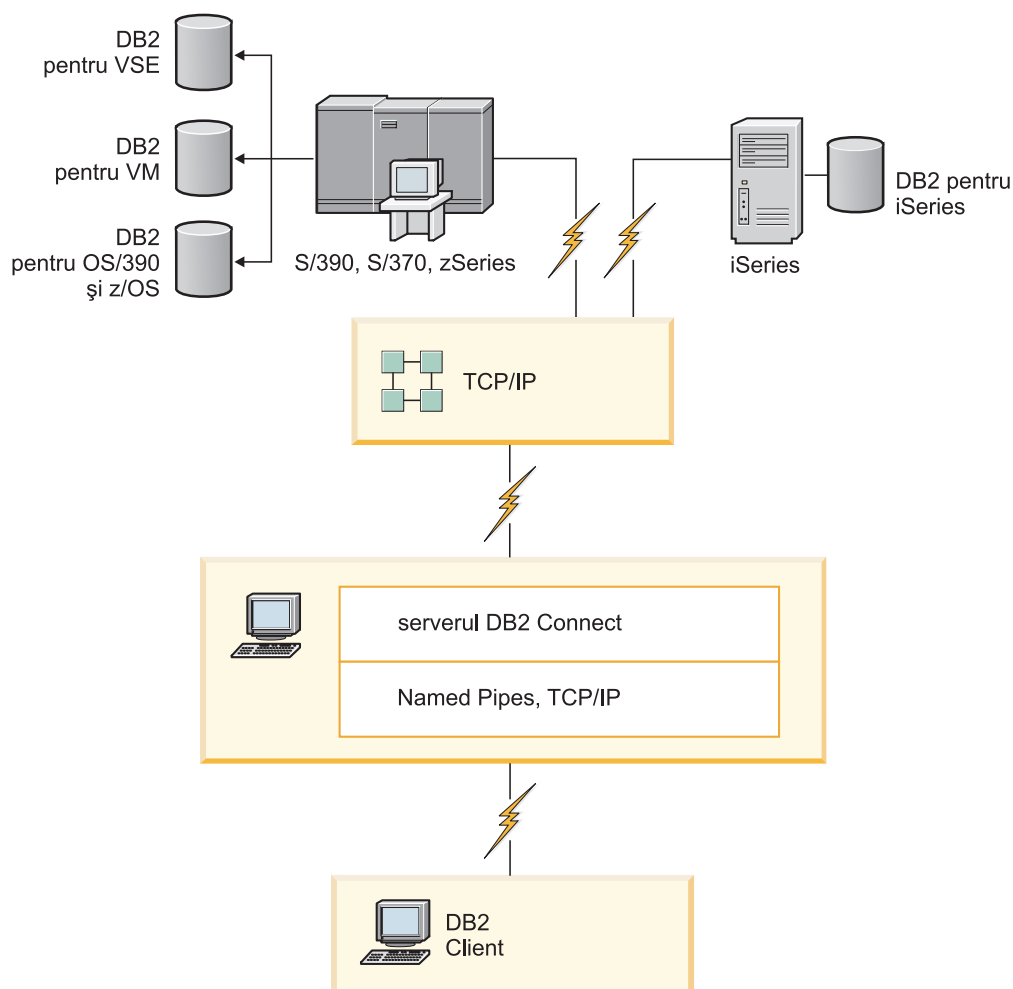 DB2
pentru VSE
DB2
pentru VM
DB2
pentru OS/390
şi z/OS
S/390, S/370, zSeries
iSeries
DB2 pentru
iSeries
TCP/IP
serverul DB2 Connect
Named Pipes, TCP/IP
DB2
Client